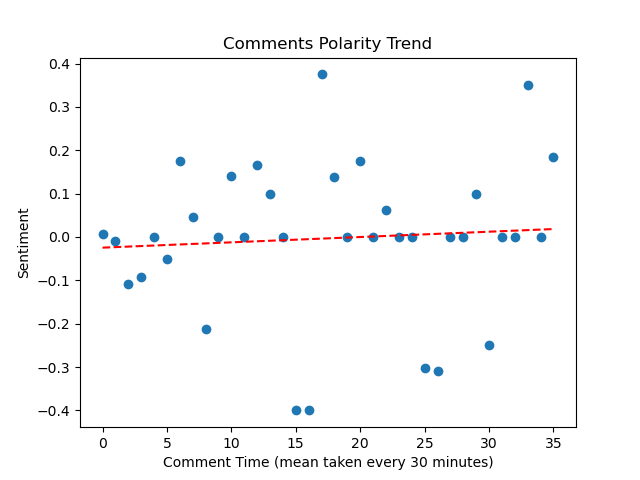 Comments Polarity Trend
0.4
0.3
0.2
0.1
0.0
−0.1
−0.2
−0.3
−0.4
Sentiment
0 5 10 15 20 25 30 35
Comment Time (mean taken every 30 minutes)